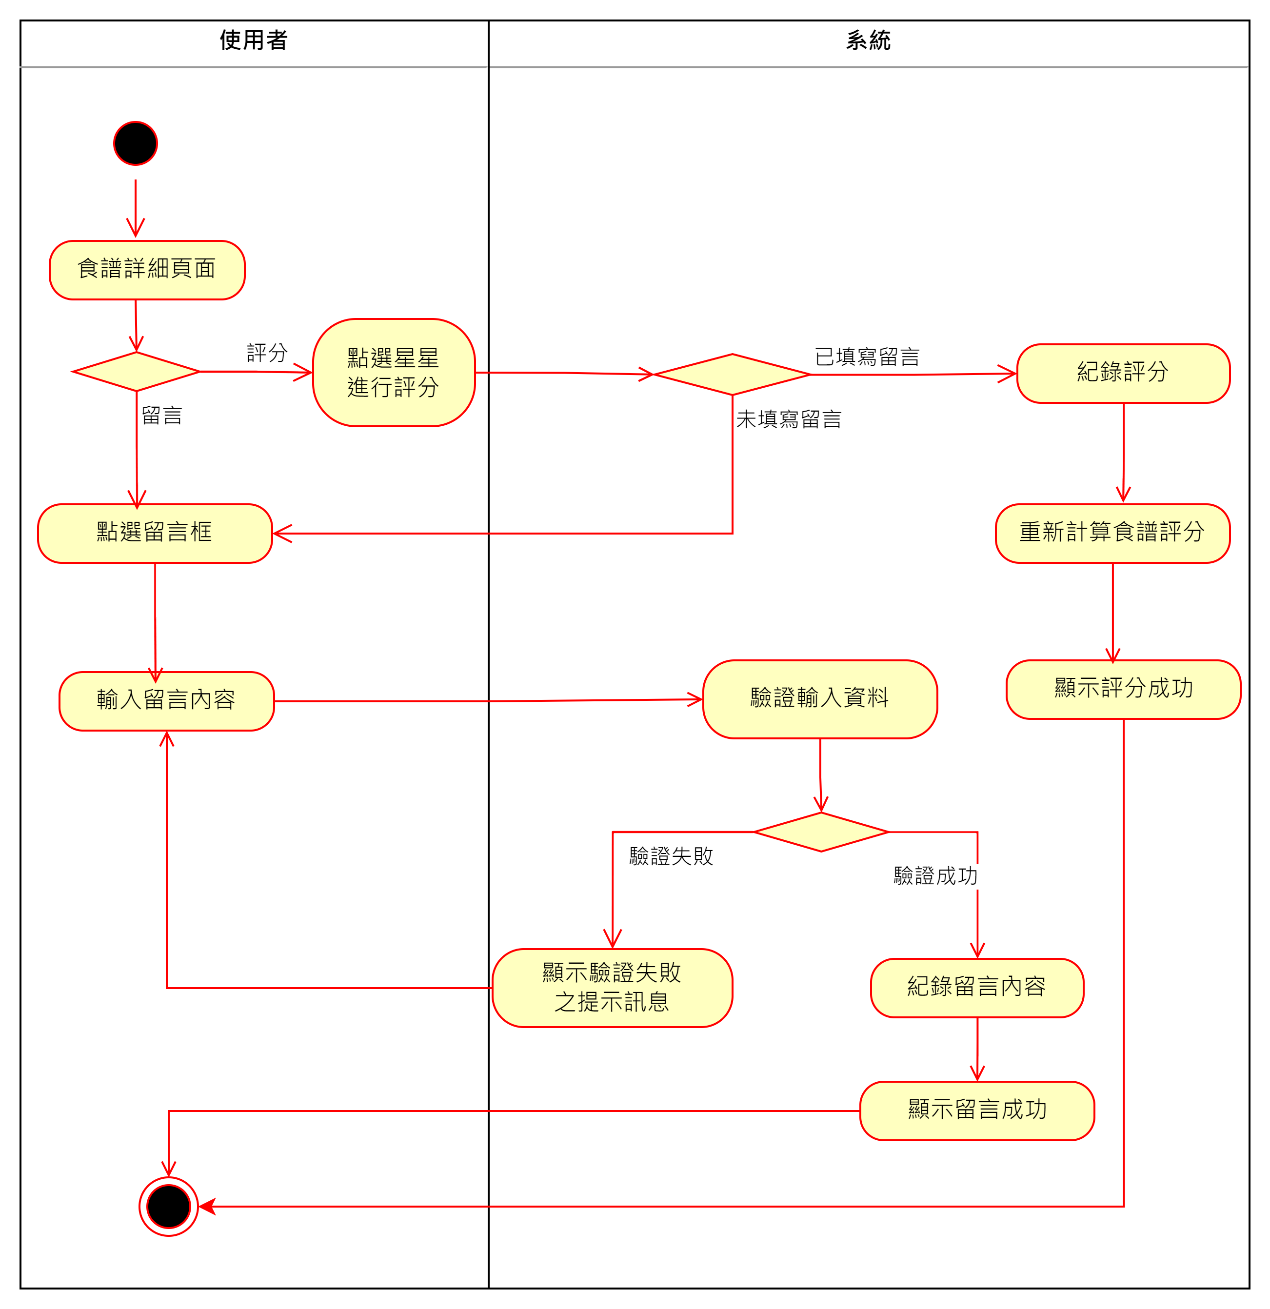 使用者
系統
食譜詳細頁面
評分
點選星星
進行評分
已填寫留言
紀錄評分
留言
未填寫留言
點選留言框
重新計算食譜評分
輸入留言內容
驗證輸入資料
顯示評分成功
驗證失敗
驗證成功
顯示驗證失敗
之提示訊息
紀錄留言內容
顯示留言成功